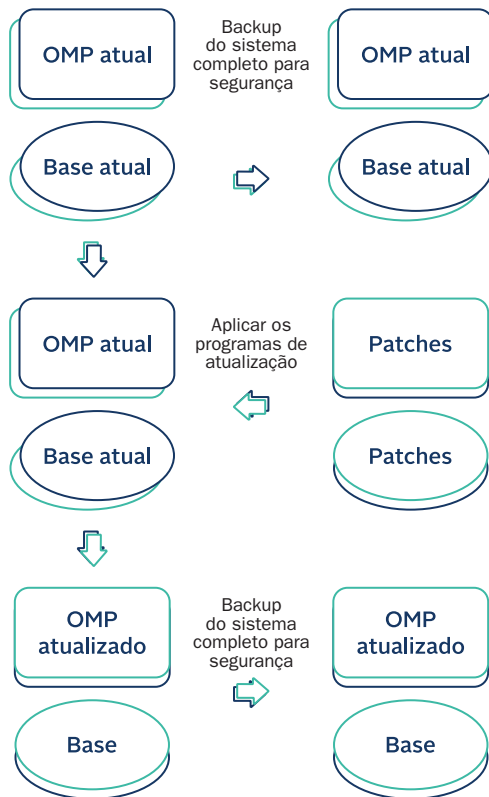 OMP atual
Backup
do sistema
completo para
segurança
OMP atual
Base atual
Base atual
OMP atual
Aplicar os
programas de
atualização
Patches
Base atual
Patches
OMP
atualizado
Backup
do sistema
completo para
segurança
OMP
atualizado
Base
Base